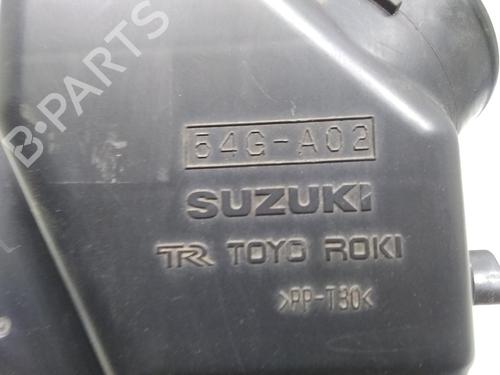 B-PARTS
54G-A02
SUZUKI
TR TOYO ROKI
>PP-T30<